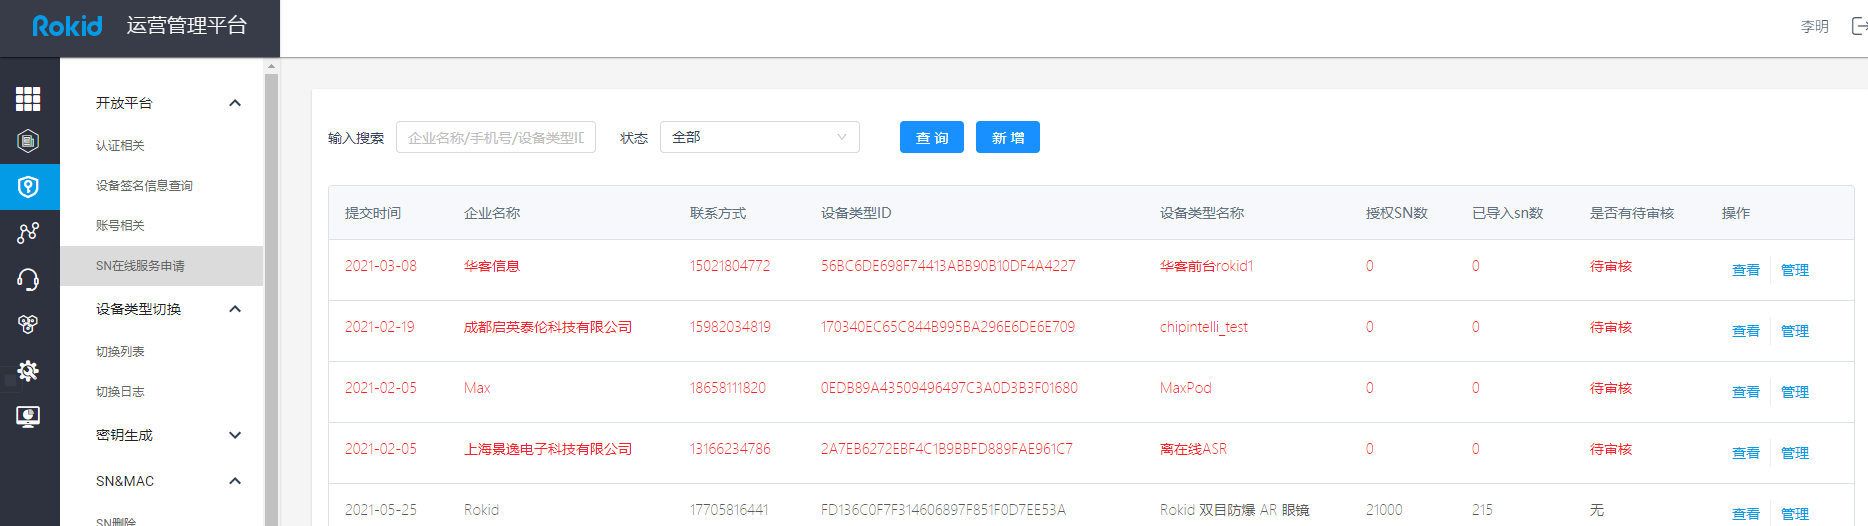 Rokid 运营管理平台
李明
开放平台
认证相关
设备签名信息查询
账号相关
SN在线服务申请
设备类型切换
切换列表
切换日志
密钥生成
SN&MAC
SN删除
输入搜索 企业名称/手机号/设备类型ID 状态 全部 查 询 新 增
提交时间 企业名称 联系方式 设备类型ID 设备类型名称 授权SN数 已导入sn数 是否有待审核 操作
2021-03-08 华客信息 15021804772 56BC6DE698F74413ABB90B10DF4A4227 华客前台rokid1 0 0 待审核 查看 管理
2021-02-19 成都启英泰伦科技有限公司 15982034819 170340EC65C844B995BA296E6DE6E709 chipintelli_test 0 0 待审核 查看 管理
2021-02-05 Max 18658111820 0EDB89A43509496497C3A0D3B3F01680 MaxPod 0 0 待审核 查看 管理
2021-02-05 上海景逸电子科技有限公司 13166234786 2A7EB6272EBF4C1B9BBFD889FAE961C7 离在线ASR 0 0 待审核 查看 管理
2021-05-25 Rokid 17705816441 FD136C0F7F314606897F851F0D7EE53A Rokid 双目防爆 AR 眼镜 21000 215 无 查看 管理